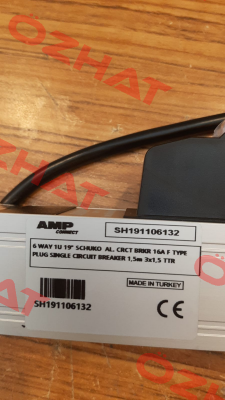 OZHAT
OZHAT
OZHAT
AMP
CONNECT
SH191106132
6 WAY 1U 19" SCHUKO AL. CRCT BRKR 16A F TYPE
PLUG SINGLE CIRCUIT BREAKER 1,5m 3x1,5 TTR
CE
MADE IN TURKEY
SH191106132
OZHAT